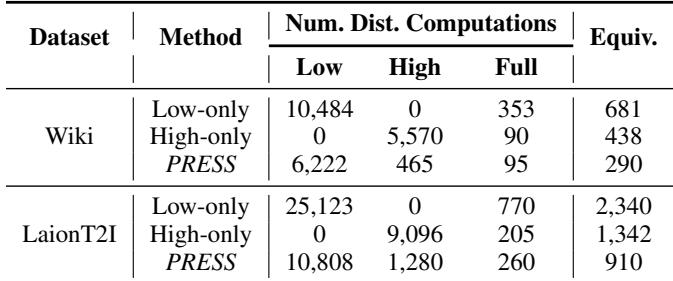 Dataset Method Num. Dist. Computations Equiv.
Low High Full
Low-only 10,484 0 353 681
Wiki High-only 0 5,570 90 438
PRESS 6,222 465 95 290
Low-only 25,123 0 770 2,340
LaionT2I High-only 0 9,096 205 1,342
PRESS 10,808 1,280 260 910